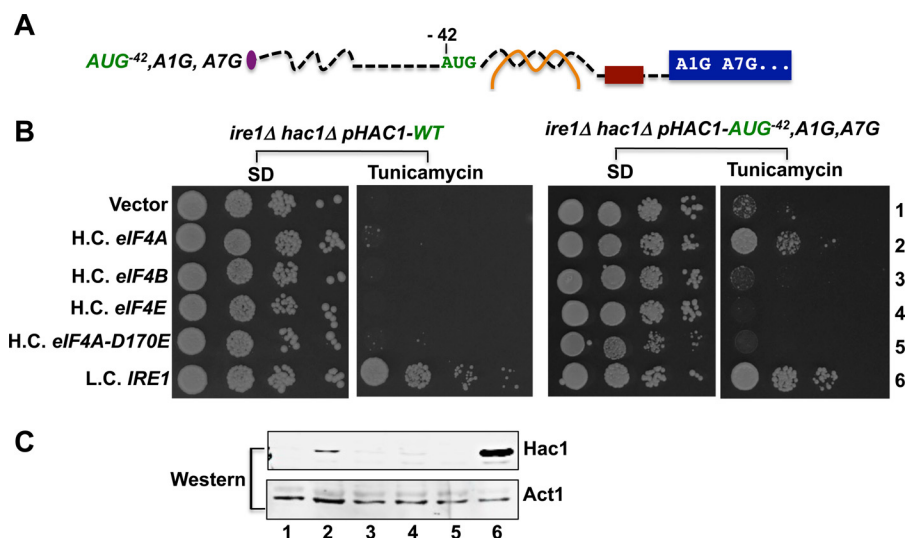 A
AUG-42,A1G, A7G
- 42
AUG
A1G A7G...
B
ire1Δ hac1Δ pHAC1-WT
ire1Δ hac1Δ pHAC1-AUG-42,A1G,A7G
SD Tunicamycin SD Tunicamycin
Vector 1
H.C. eIF4A 2
H.C. eIF4B 3
H.C. eIF4E 4
H.C. eIF4A-D170E 5
L.C. IRE1 6
C
Western
Hac1
Act1
1 2 3 4 5 6